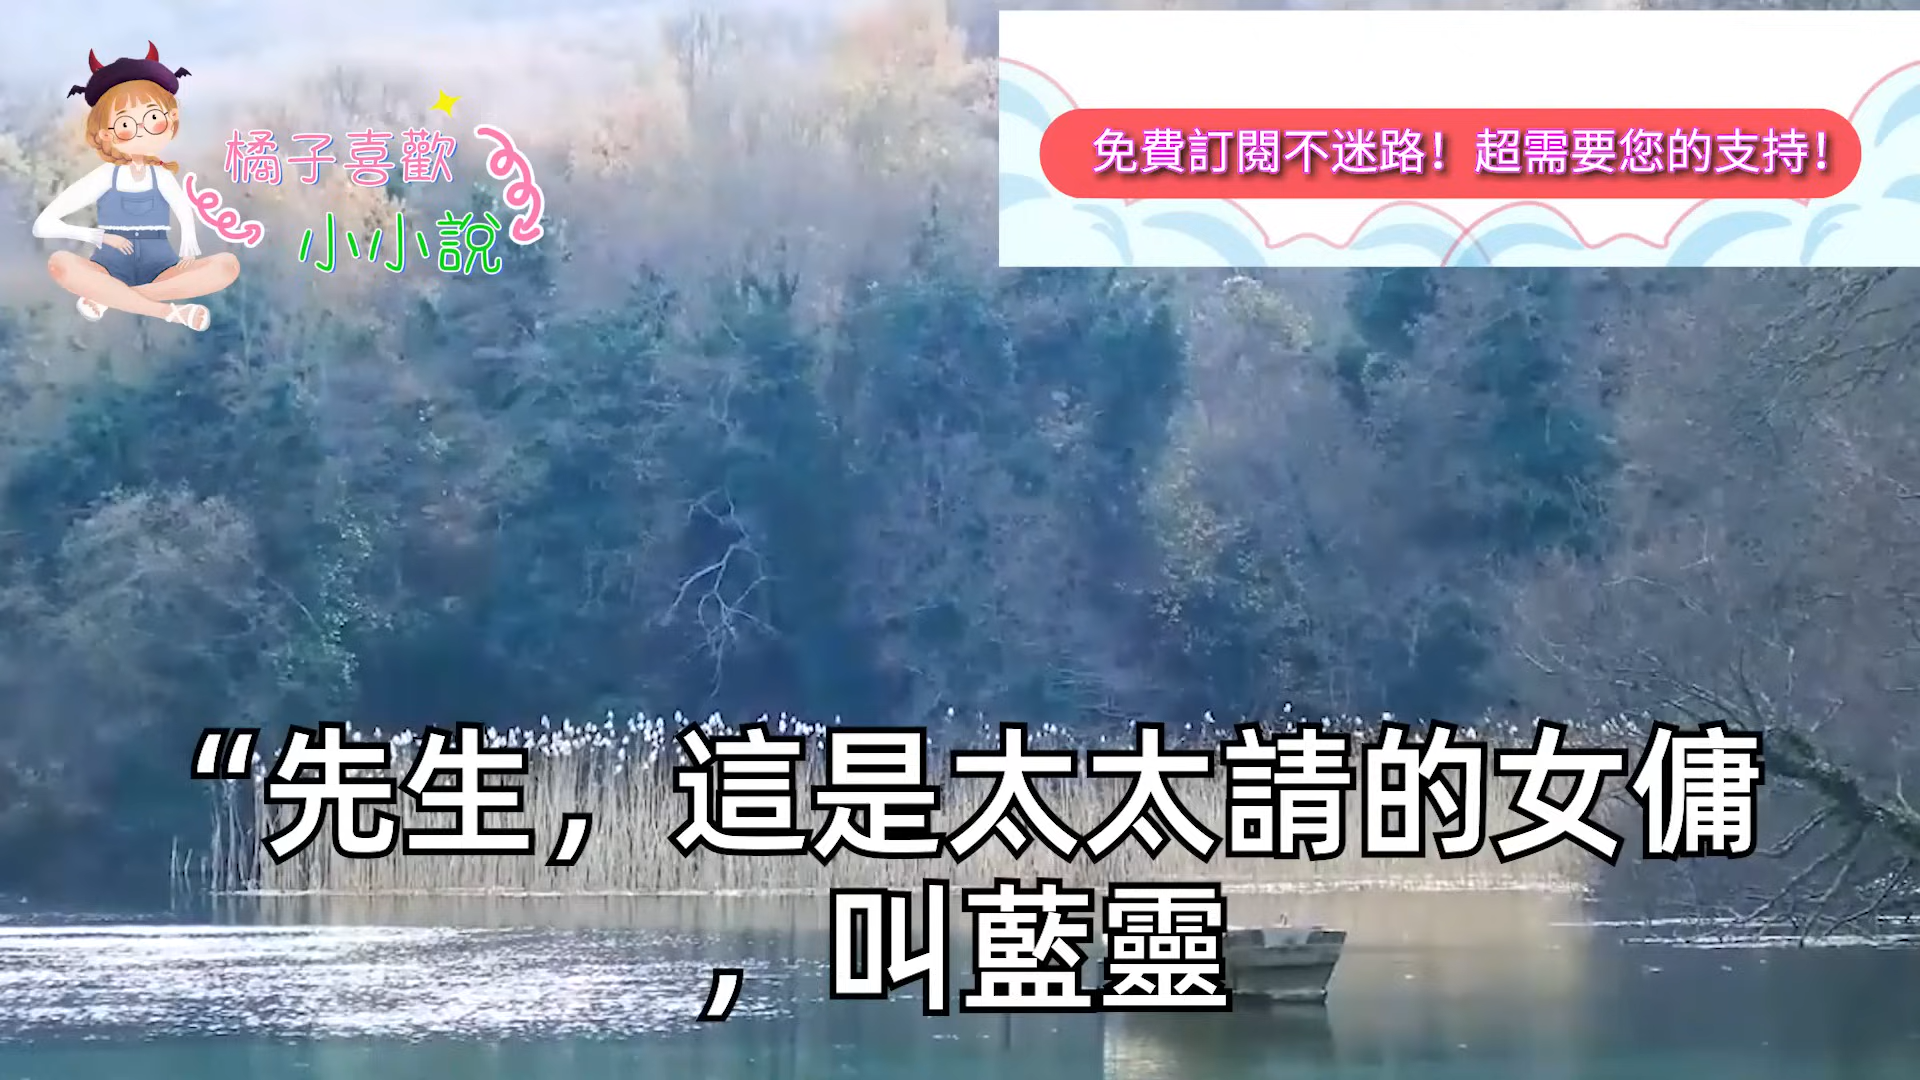 橘子喜歡
小小說
免費訂閱不迷路！超需要您的支持！
“先生，這是太太請的女傭
，叫藍靈